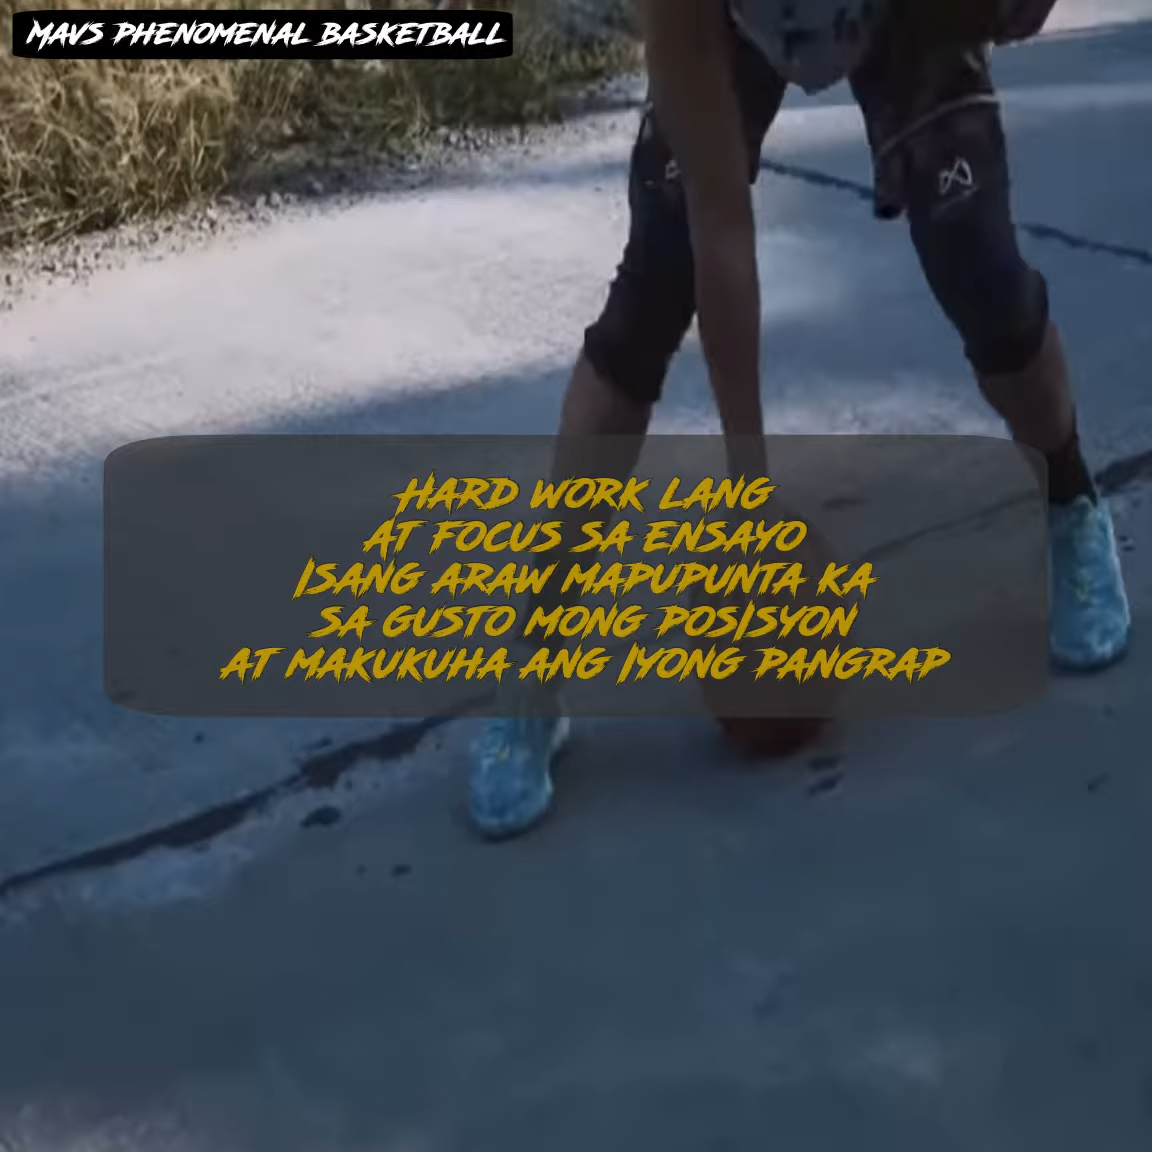 MAVS PHENOMENAL BASKETBALL
HARD WORK LANG
AT FOCUS SA ENSAYO
ISANG ARAW MAPUPUNTA KA
SA GUSTO MONG POSISYON
AT MAKUKUHA ANG IYONG PANGRAP